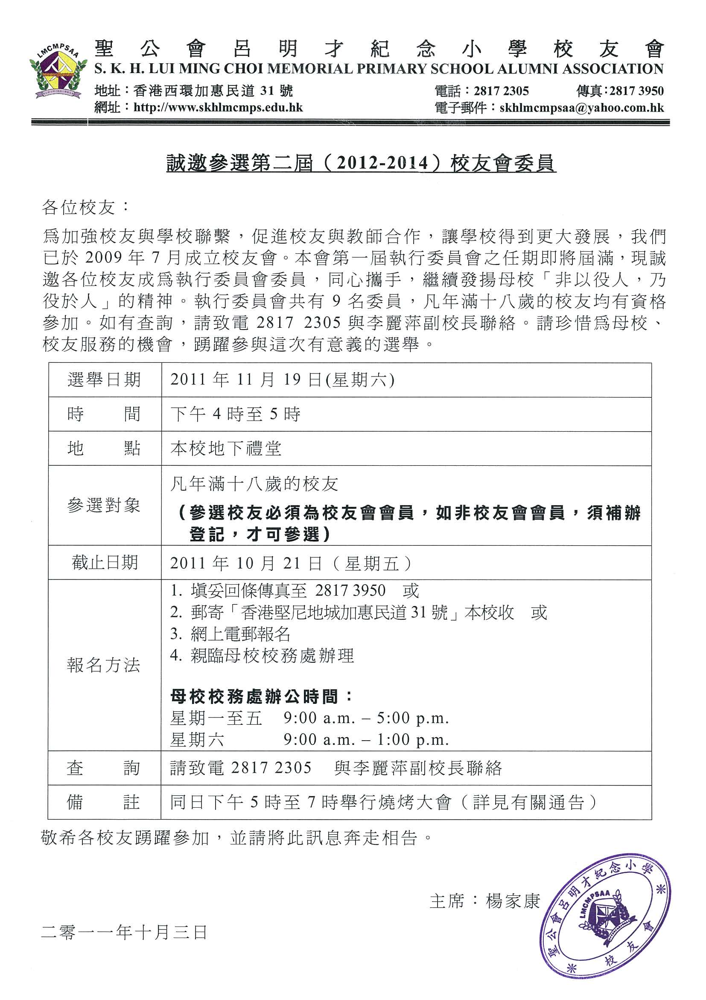 LMCMPSAA
聖公會呂明才紀念小學校友會
S. K. H. LUI MING CHOI MEMORIAL PRIMARY SCHOOL ALUMNI ASSOCIATION
地址：香港西環加惠民道 31 號 電話：2817 2305 傳真：2817 3950
網址：http://www.skhlmcmps.edu.hk 電子郵件：skhlmcmpsaa@yahoo.com.hk
誠邀參選第二屆（2012-2014）校友會委員
各位校友：
為加強校友與學校聯繫，促進校友與教師合作，讓學校得到更大發展，我們
已於 2009 年 7 月成立校友會。本會第一屆執行委員會之任期即將屆滿，現誠
邀各位校友成為執行委員會委員，同心攜手，繼續發揚母校「非以役人，乃
役於人」的精神。執行委員會共有 9 名委員，凡年滿十八歲的校友均有資格
參加。如有查詢，請致電 2817 2305 與李麗萍副校長聯絡。請珍惜為母校、
校友服務的機會，踴躍參與這次有意義的選舉。
選舉日期 2011 年 11 月 19 日(星期六)
時間 下午 4 時至 5 時
地點 本校地下禮堂
參選對象 凡年滿十八歲的校友
（參選校友必須為校友會會員，如非校友會會員，須補辦
登記，才可參選）
截止日期 2011 年 10 月 21 日（星期五）
報名方法 1. 填妥回條傳真至 2817 3950 或
2. 郵寄「香港堅尼地城加惠民道 31 號」本校收 或
3. 網上電郵報名
4. 親臨母校校務處辦理
母校校務處辦公時間：
星期一至五 9:00 a.m. – 5:00 p.m.
星期六 9:00 a.m. – 1:00 p.m.
查詢 請致電 2817 2305 與李麗萍副校長聯絡
備註 同日下午 5 時至 7 時舉行燒烤大會（詳見有關通告）
敬希各校友踴躍參加，並請將此訊息奔走相告。
主席：楊家康
二零一一年十月三日
聖公會呂明才紀念小學
LMCMPSAA
校友會